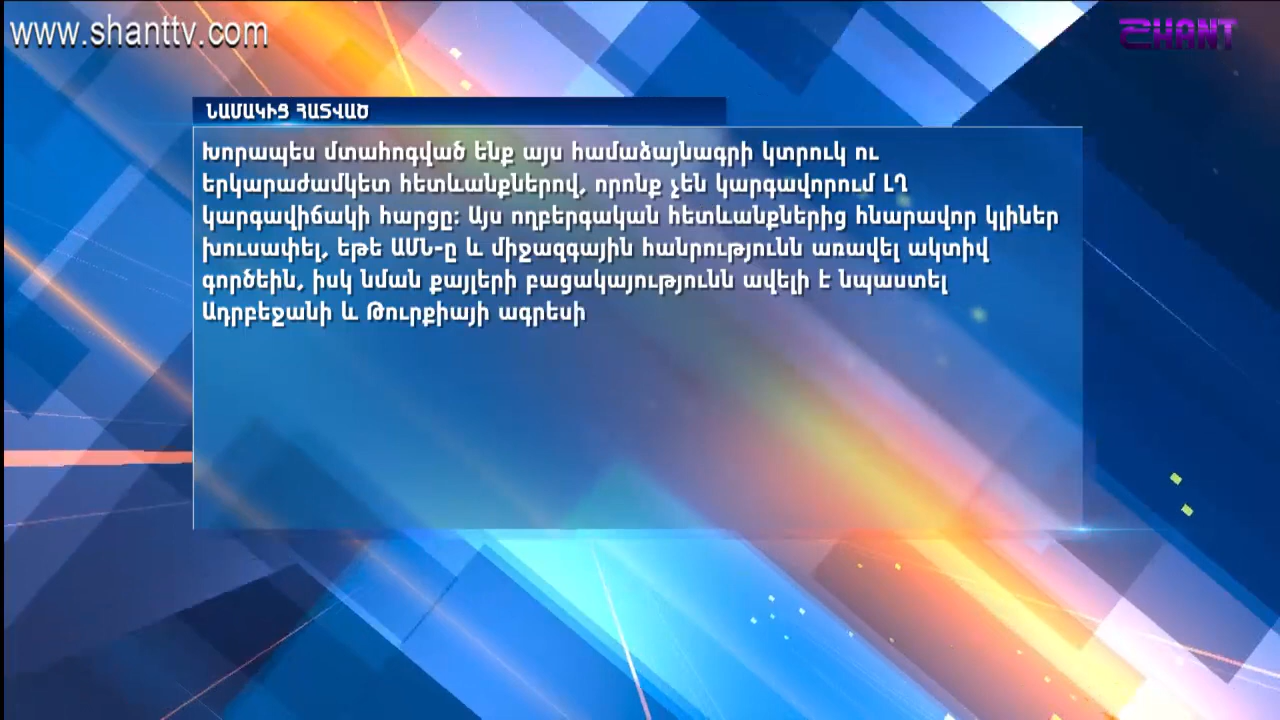 www.shanttv.com
SHANT
ՆԱՄԱԿԻՑ ՀԱՏՎԱԾ
Խորապես մտահոգված ենք այս համաձայնագրի կտրուկ ու
երկարաժամկետ հետևանքներով, որոնք չեն կարգավորում ԼՂ
կարգավիճակի հարցը։ Այս ողբերգական հետևանքներից հնարավոր կլիներ
խուսափել, եթե ԱՄՆ-ը և միջազգային հանրությունն առավել ակտիվ
գործեին, իսկ նման քայլերի բացակայությունն ավելի է նպաստել
Ադրբեջանի և Թուրքիայի ագրեսի